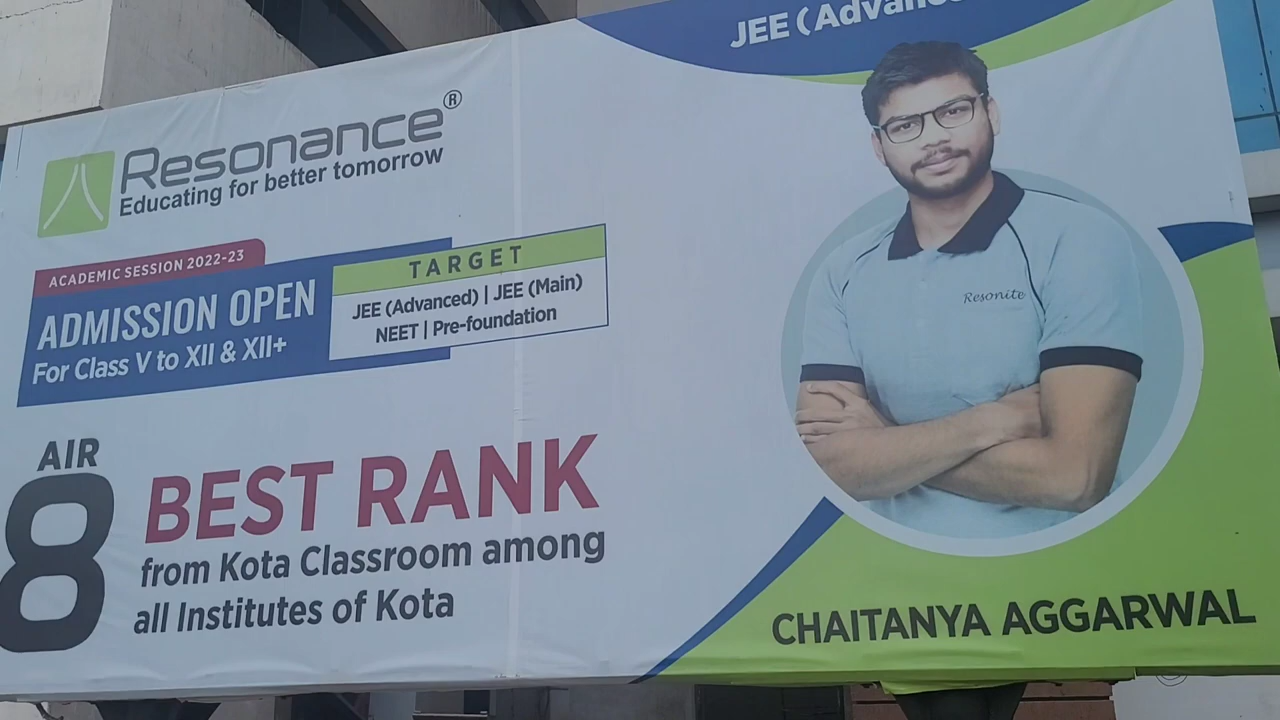 JEE (Advanc
Resonance®
Educating for better tomorrow
ACADEMIC SESSION 2022-23
ADMISSION OPEN
For Class V to XII & XII+
TARGET
JEE (Advanced) | JEE (Main)
NEET | Pre-foundation
Resonite
AIR
8
BEST RANK
from Kota Classroom among
all Institutes of Kota
CHAITANYA AGGARWAL